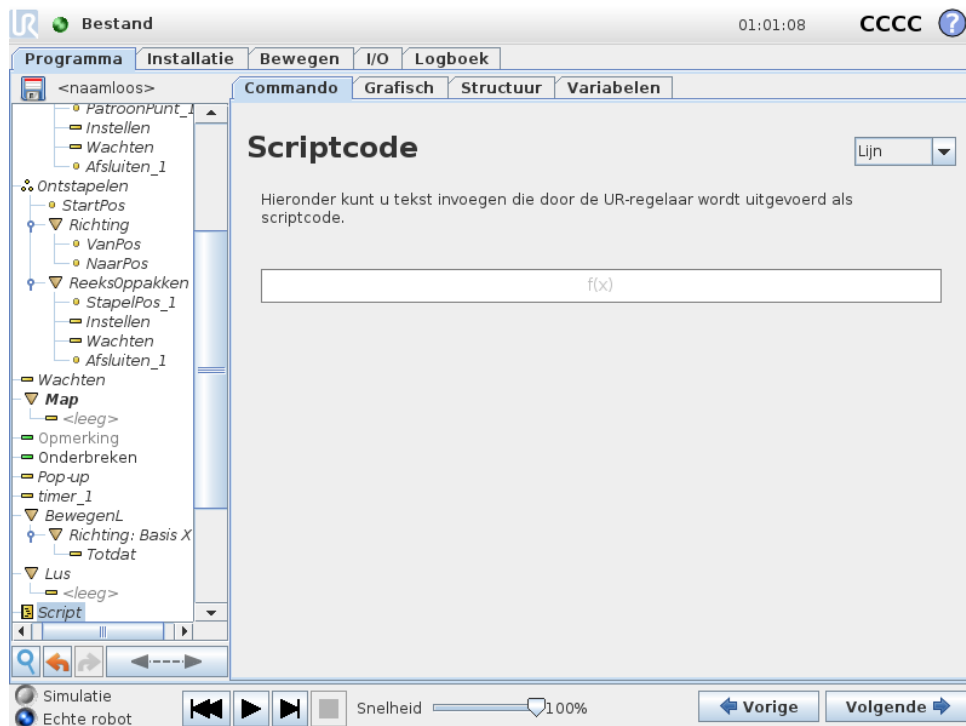 UR Bestand 01:01:08 CCCC ?
Programma Installatie Bewegen I/O Logboek
<naamloos> Commando Grafisch Structuur Variabelen
PatroonPunt_1
Instellen
Wachten
Afsluiten_1
Ontstapelen
StartPos
Richting
VanPos
NaarPos
ReeksOppakken
StapelPos_1
Instellen
Wachten
Afsluiten_1
Wachten
Map
<leeg>
Opmerking
Onderbreken
Pop-up
timer_1
BewegenL
Richting: Basis X
Totdat
Lus
<leeg>
Script
Scriptcode
Lijn
Hieronder kunt u tekst invoegen die door de UR-regelaar wordt uitgevoerd als
scriptcode.
f(x)
Simulatie
Echte robot
Snelheid 100%
Vorige Volgende